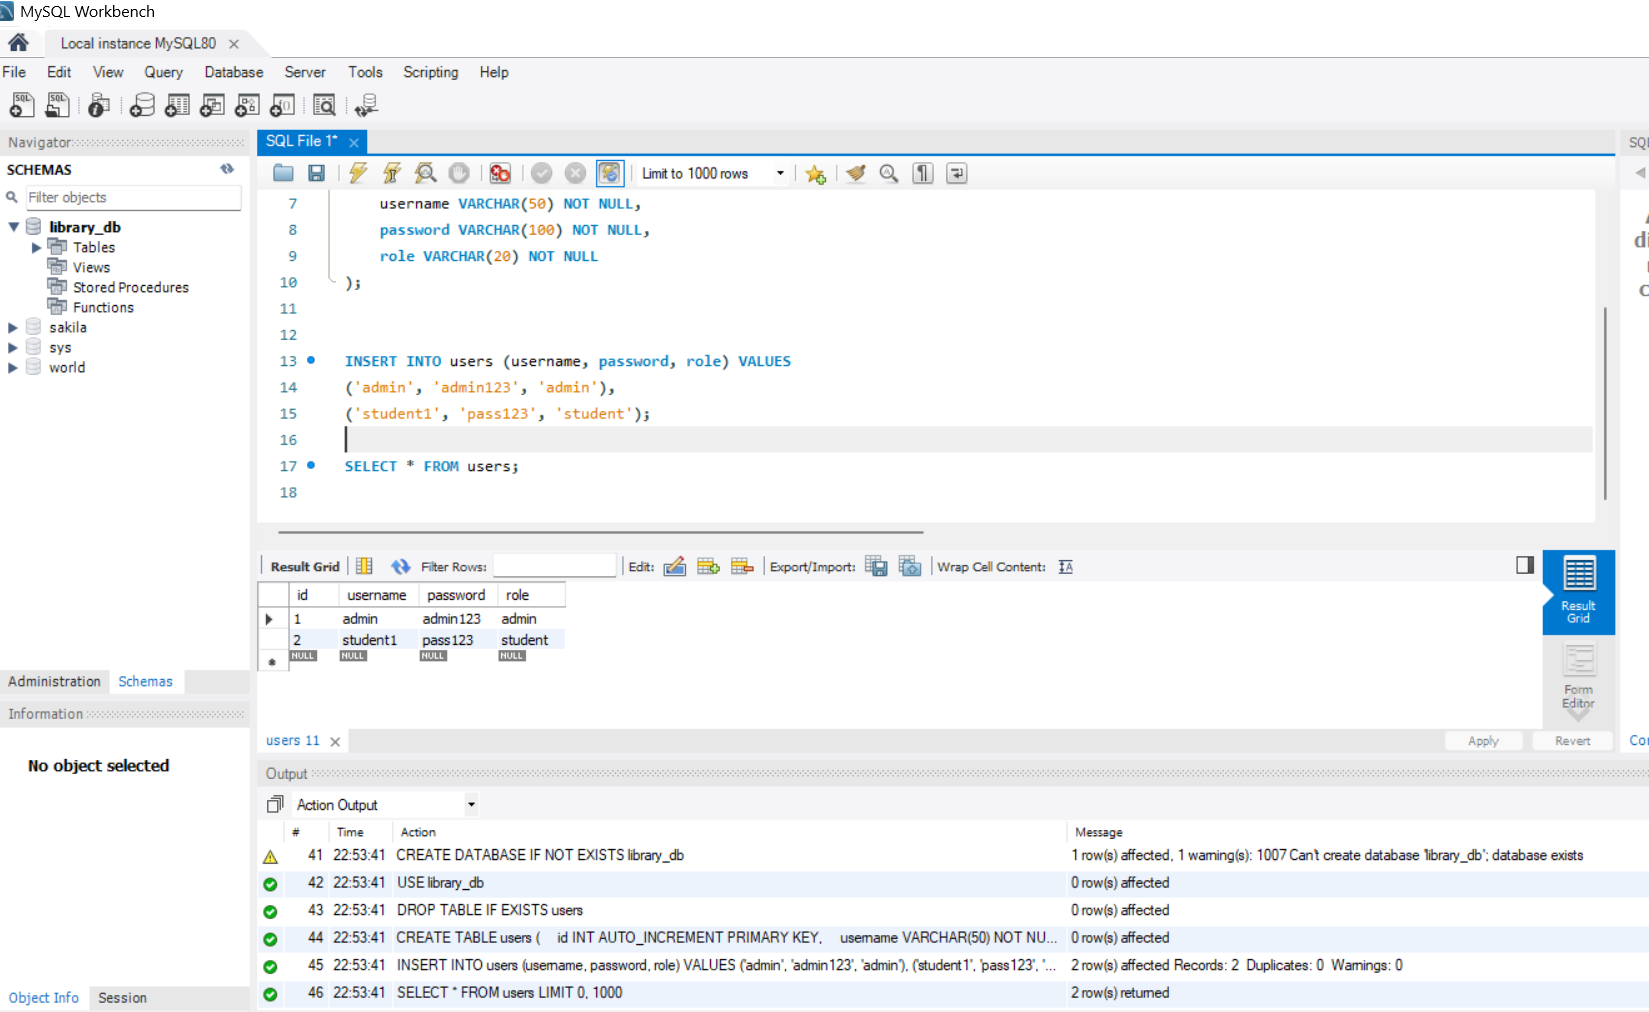 MySQL Workbench
Local instance MySQL80
File Edit View Query Database Server Tools Scripting Help
Navigator
SCHEMAS
Filter objects
library_db
Tables
Views
Stored Procedures
Functions
sakila
sys
world
Administration Schemas
Information
No object selected
Object Info Session
SQL File 1*
Limit to 1000 rows
7 username VARCHAR(50) NOT NULL,
8 password VARCHAR(100) NOT NULL,
9 role VARCHAR(20) NOT NULL
10 );
11
12
13 INSERT INTO users (username, password, role) VALUES
14 ('admin', 'admin123', 'admin'),
15 ('student1', 'pass123', 'student');
16
17 SELECT * FROM users;
18
Result Grid Filter Rows: Edit: Export/Import: Wrap Cell Content:
id username password role
1 admin admin123 admin
2 student1 pass123 student
NULL NULL NULL NULL
Result Grid
Form Editor
users 11
Apply Revert
Output
Action Output
# Time Action Message
41 22:53:41 CREATE DATABASE IF NOT EXISTS library_db 1 row(s) affected, 1 warning(s): 1007 Can't create database 'library_db'; database exists
42 22:53:41 USE library_db 0 row(s) affected
43 22:53:41 DROP TABLE IF EXISTS users 0 row(s) affected
44 22:53:41 CREATE TABLE users ( id INT AUTO_INCREMENT PRIMARY KEY, username VARCHAR(50) NOT NU... 0 row(s) affected
45 22:53:41 INSERT INTO users (username, password, role) VALUES ('admin', 'admin123', 'admin'), ('student1', 'pass123', '... 2 row(s) affected Records: 2 Duplicates: 0 Warnings: 0
46 22:53:41 SELECT * FROM users LIMIT 0, 1000 2 row(s) returned